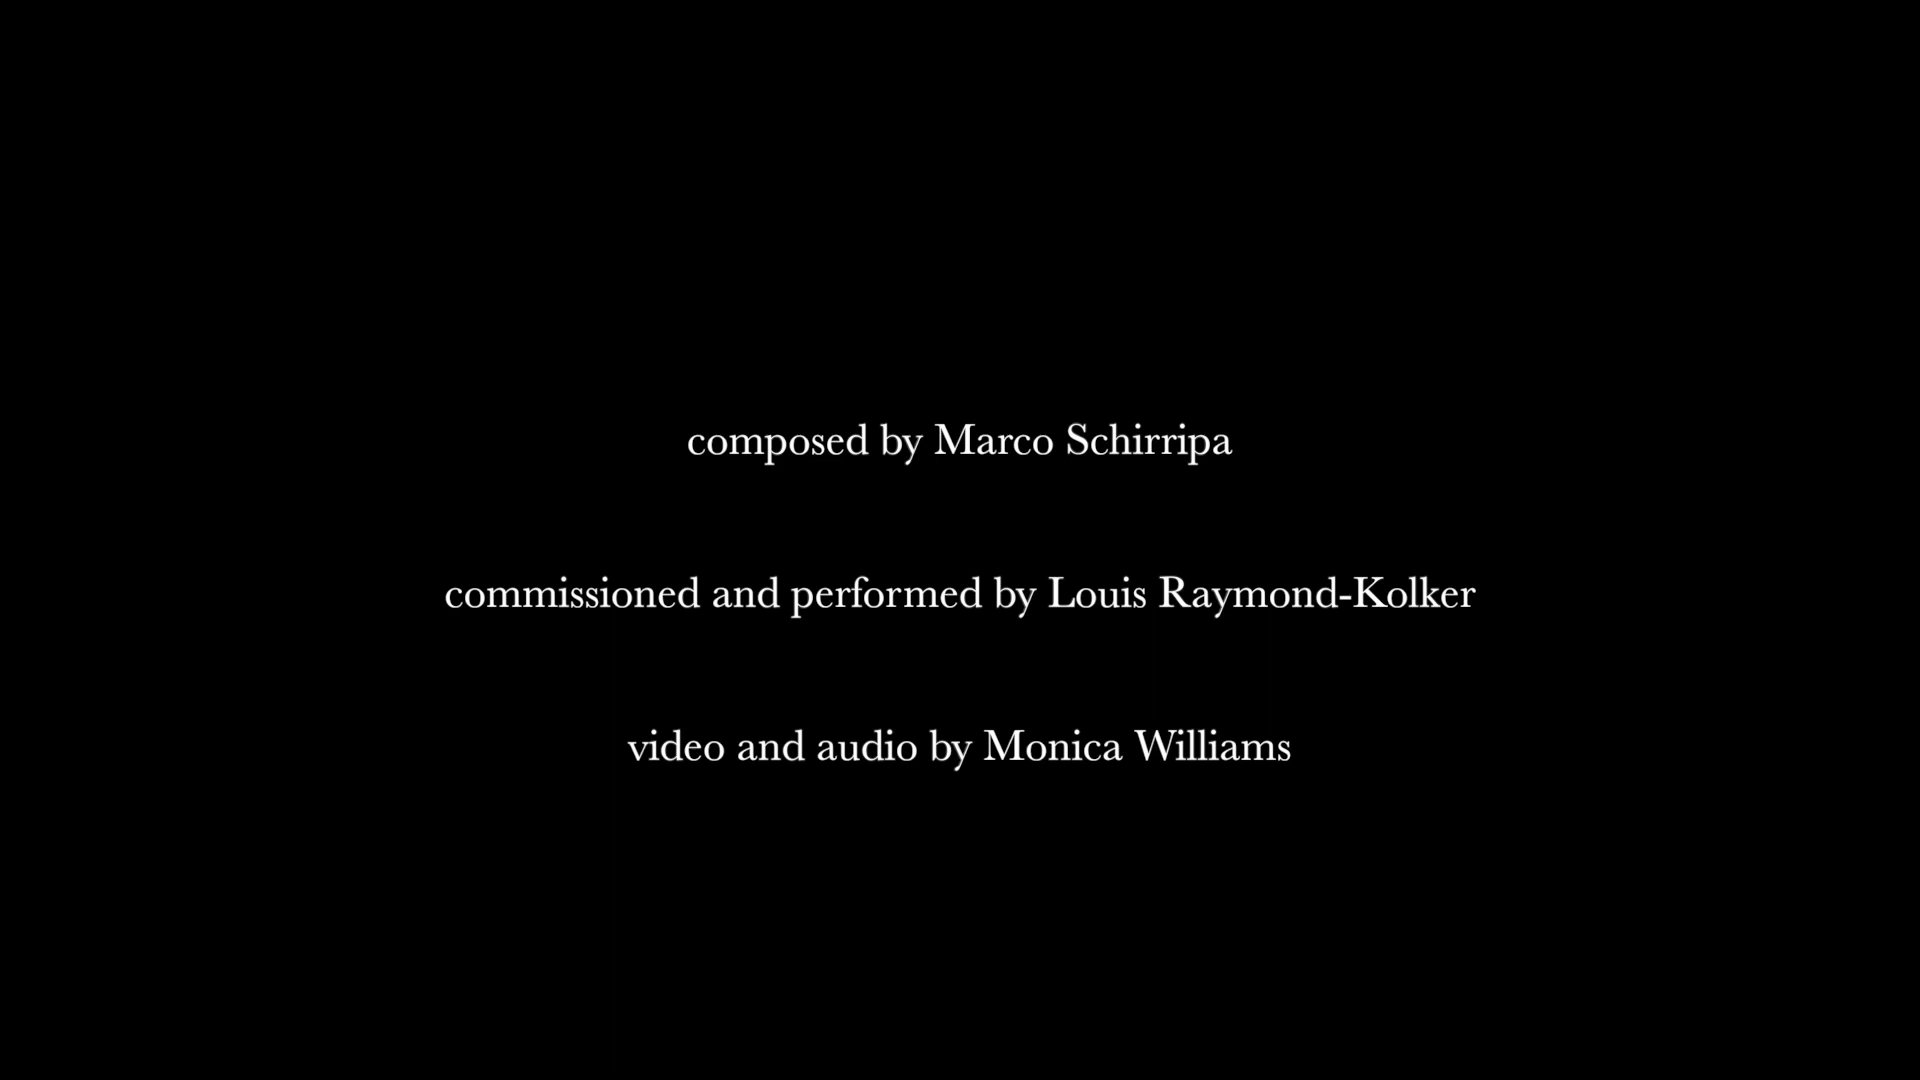 composed by Marco Schirripa
commissioned and performed by Louis Raymond-Kolker
video and audio by Monica Williams